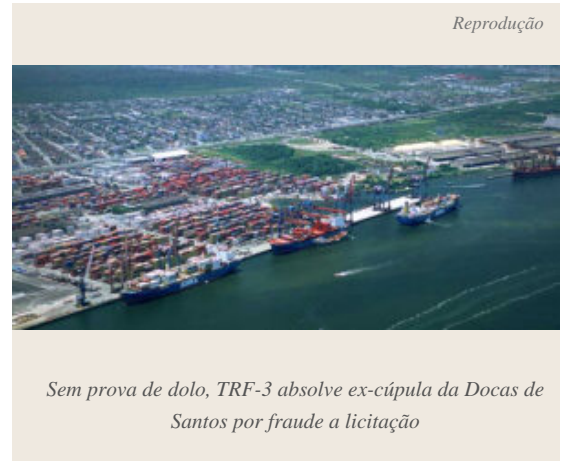 Reprodução
Sem prova de dolo, TRF-3 absolve ex-cúpula da Docas de
Santos por fraude a licitação